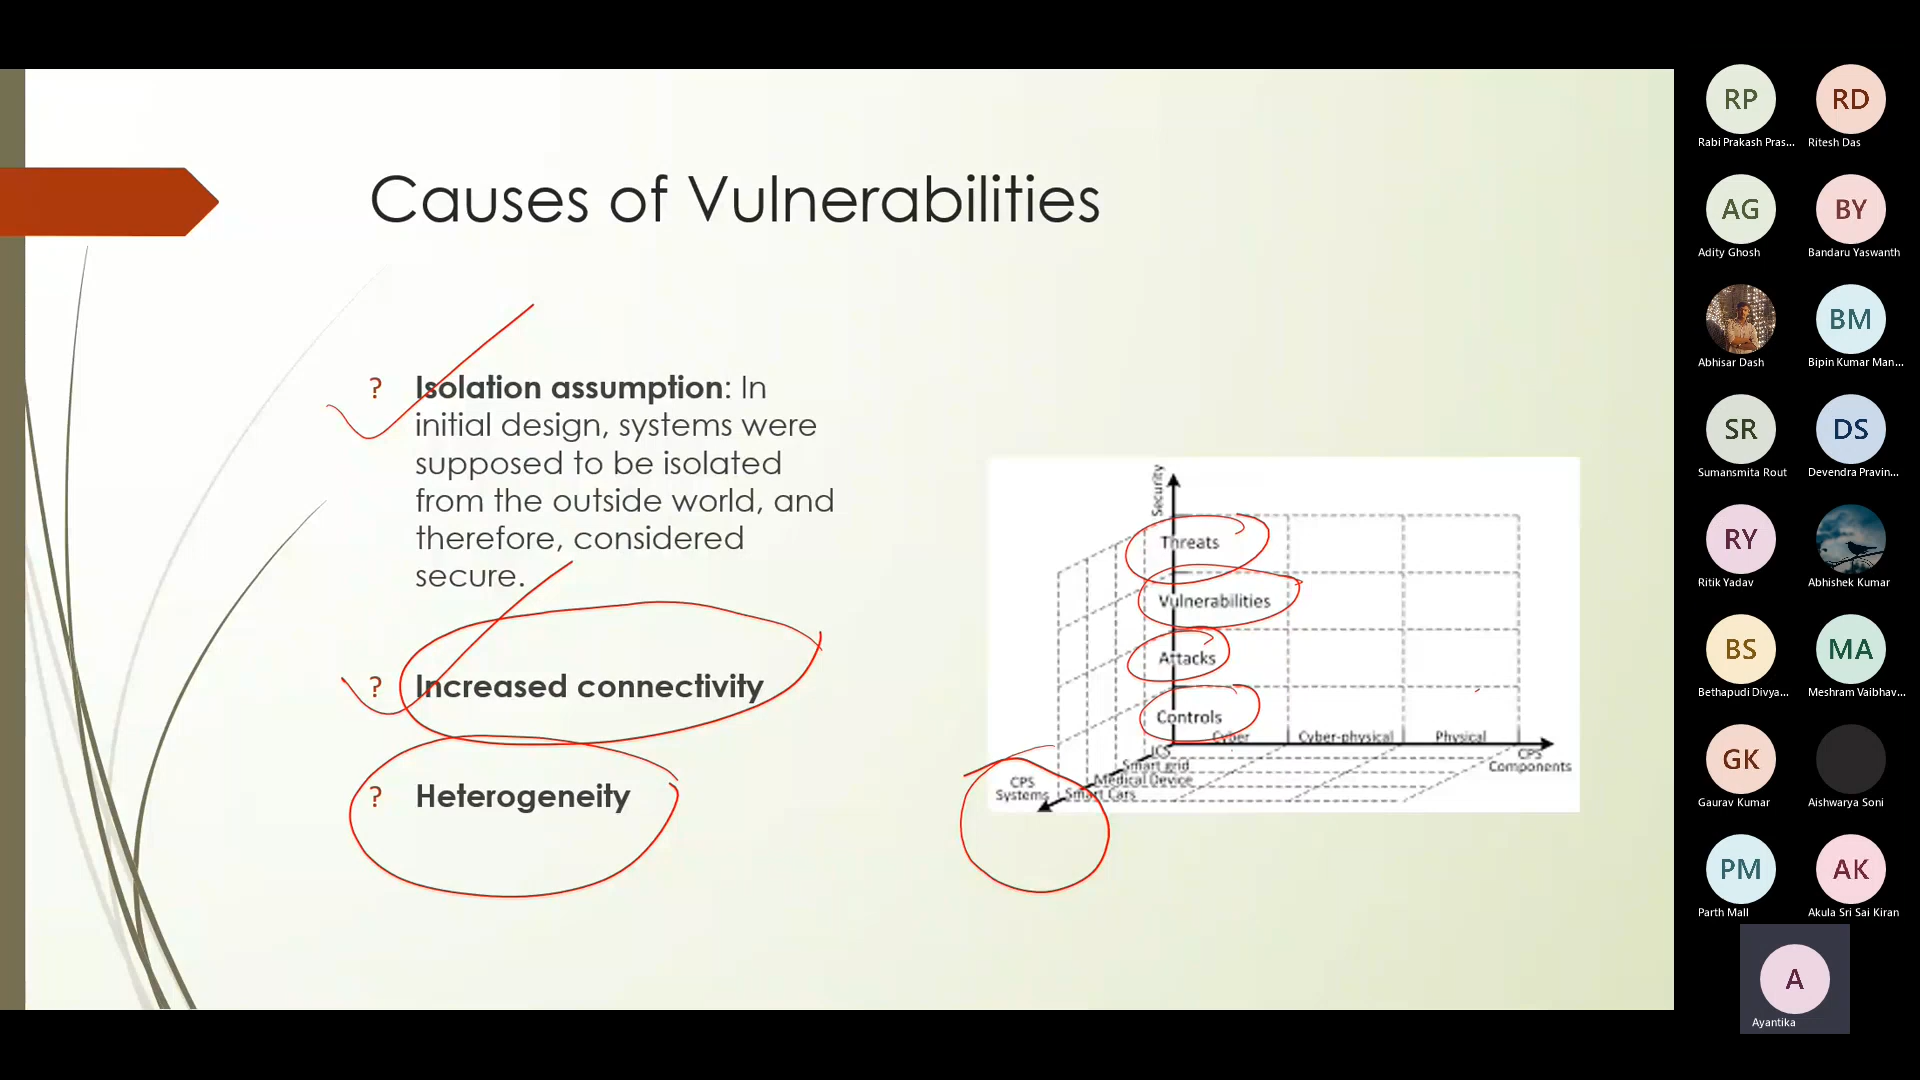 Causes of Vulnerabilities
? Isolation assumption: In
initial design, systems were
supposed to be isolated
from the outside world, and
therefore, considered
secure.
? Increased connectivity
? Heterogeneity
Security
Threats
Vulnerabilities
Attacks
Controls
Cyber
Cyber-physical
Physical
CPS
Components
ICS
Smart grid
Medical Device
Smart Cars
CPS
Systems
RP
Rabi Prakash Pras...
RD
Ritesh Das
AG
Adity Ghosh
BY
Bandaru Yaswanth
Abhisar Dash
BM
Bipin Kumar Man...
SR
Sumansmita Rout
DS
Devendra Pravin...
RY
Ritik Yadav
Abhishek Kumar
BS
Bethapudi Divya...
MA
Meshram Vaibhav...
GK
Gaurav Kumar
Aishwarya Soni
PM
Parth Mall
AK
Akula Sri Sai Kiran
A
Ayantika